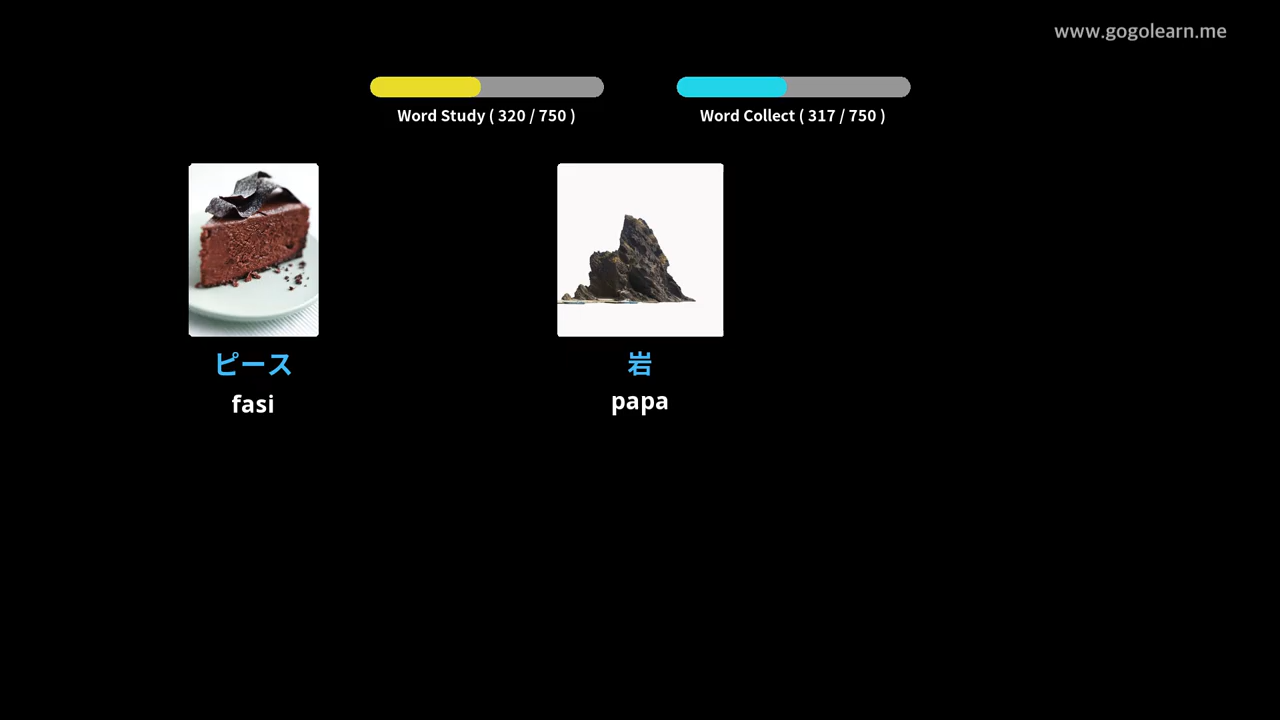 www.gogolearn.me
Word Study ( 320 / 750 )
Word Collect ( 317 / 750 )
ピース
fasi
岩
papa